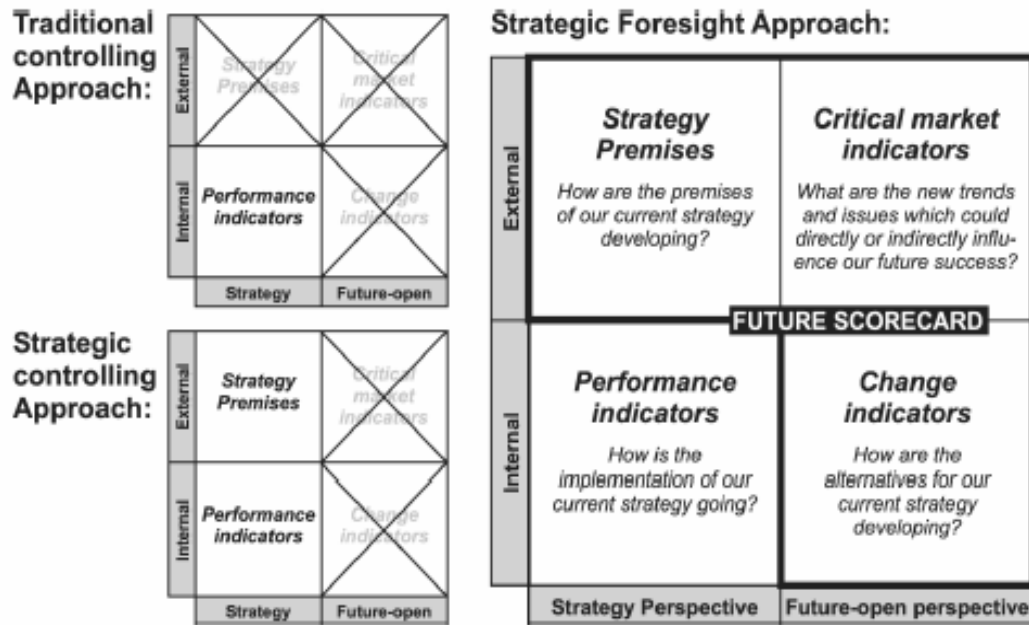 Traditional
controlling
Approach:
External
Strategy
Premises
Critical
market
indicators
Internal
Performance
indicators
Change
indicators
Strategy
Future-open
Strategic
controlling
Approach:
External
Strategy
Premises
Critical
market
indicators
Internal
Performance
indicators
Change
indicators
Strategy
Future-open
Strategic Foresight Approach:
External
Strategy
Premises
How are the premises
of our current strategy
developing?
Critical market
indicators
What are the new trends
and issues which could
directly or indirectly influ-
ence our future success?
FUTURE SCORECARD
Internal
Performance
indicators
How is the
implementation of our
current strategy going?
Change
indicators
How are the
alternatives for our
current strategy
developing?
Strategy Perspective
Future-open perspective